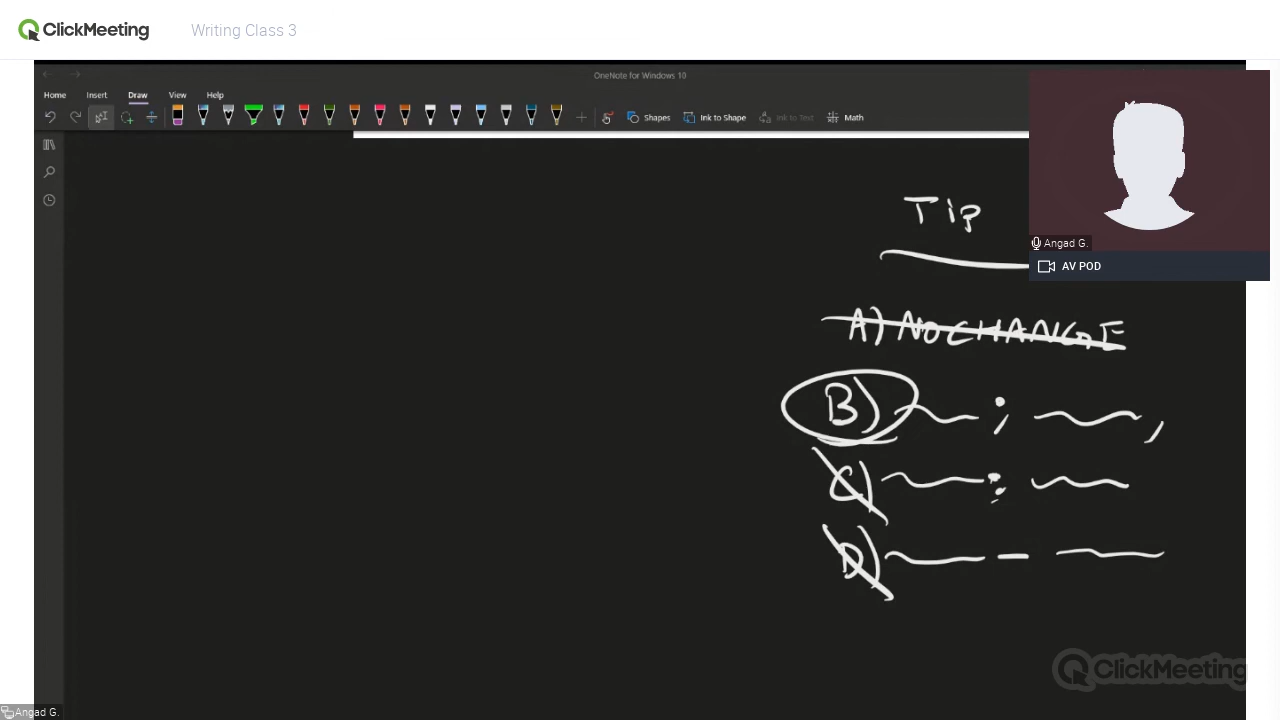 ClickMeeting Writing Class 3
OneNote for Windows 10
Home Insert Draw View Help
Shapes Ink to Shape Ink to Text Math
Tip
Angad G.
AV POD
A) NO CHANGE
B) ; ,
C) :
D) –
ClickMeeting
Angad G.